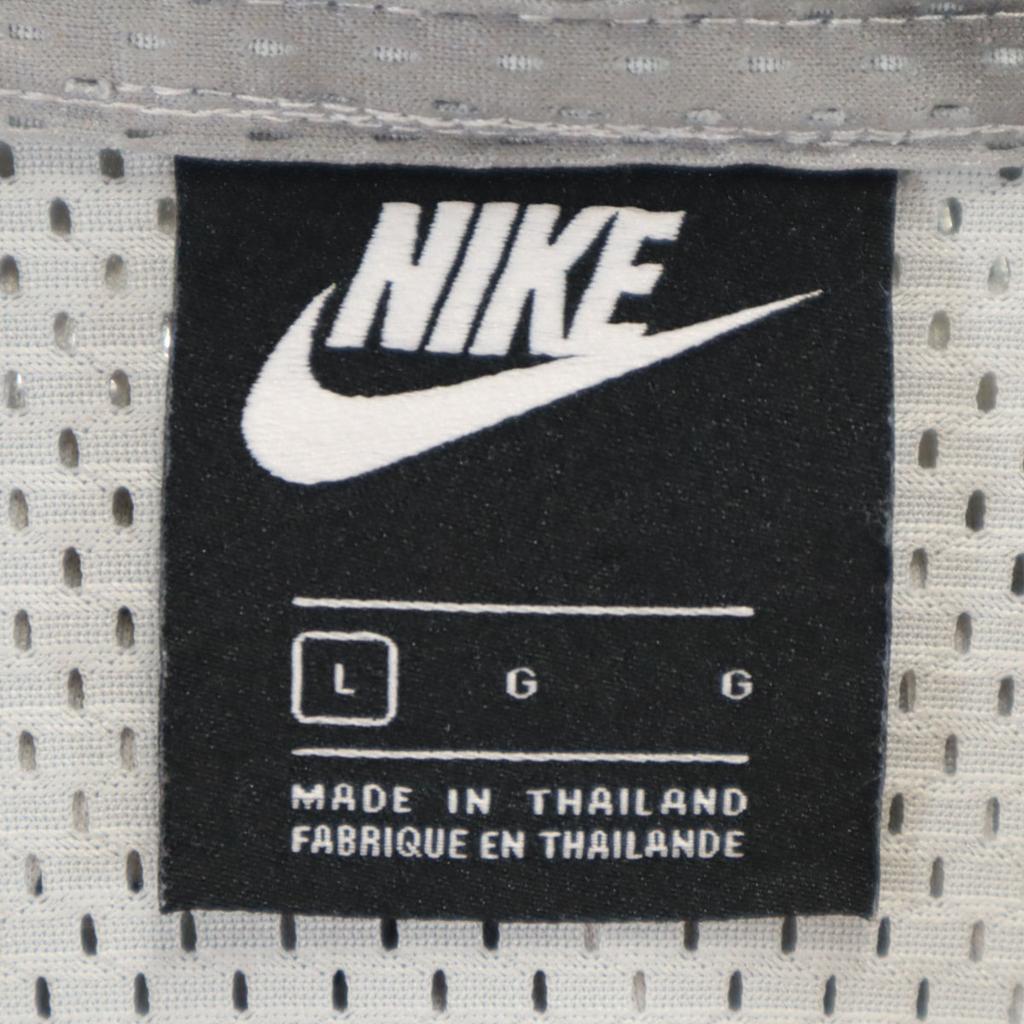 NIKE
L G G
MADE IN THAILAND
FABRIQUE EN THAILANDE